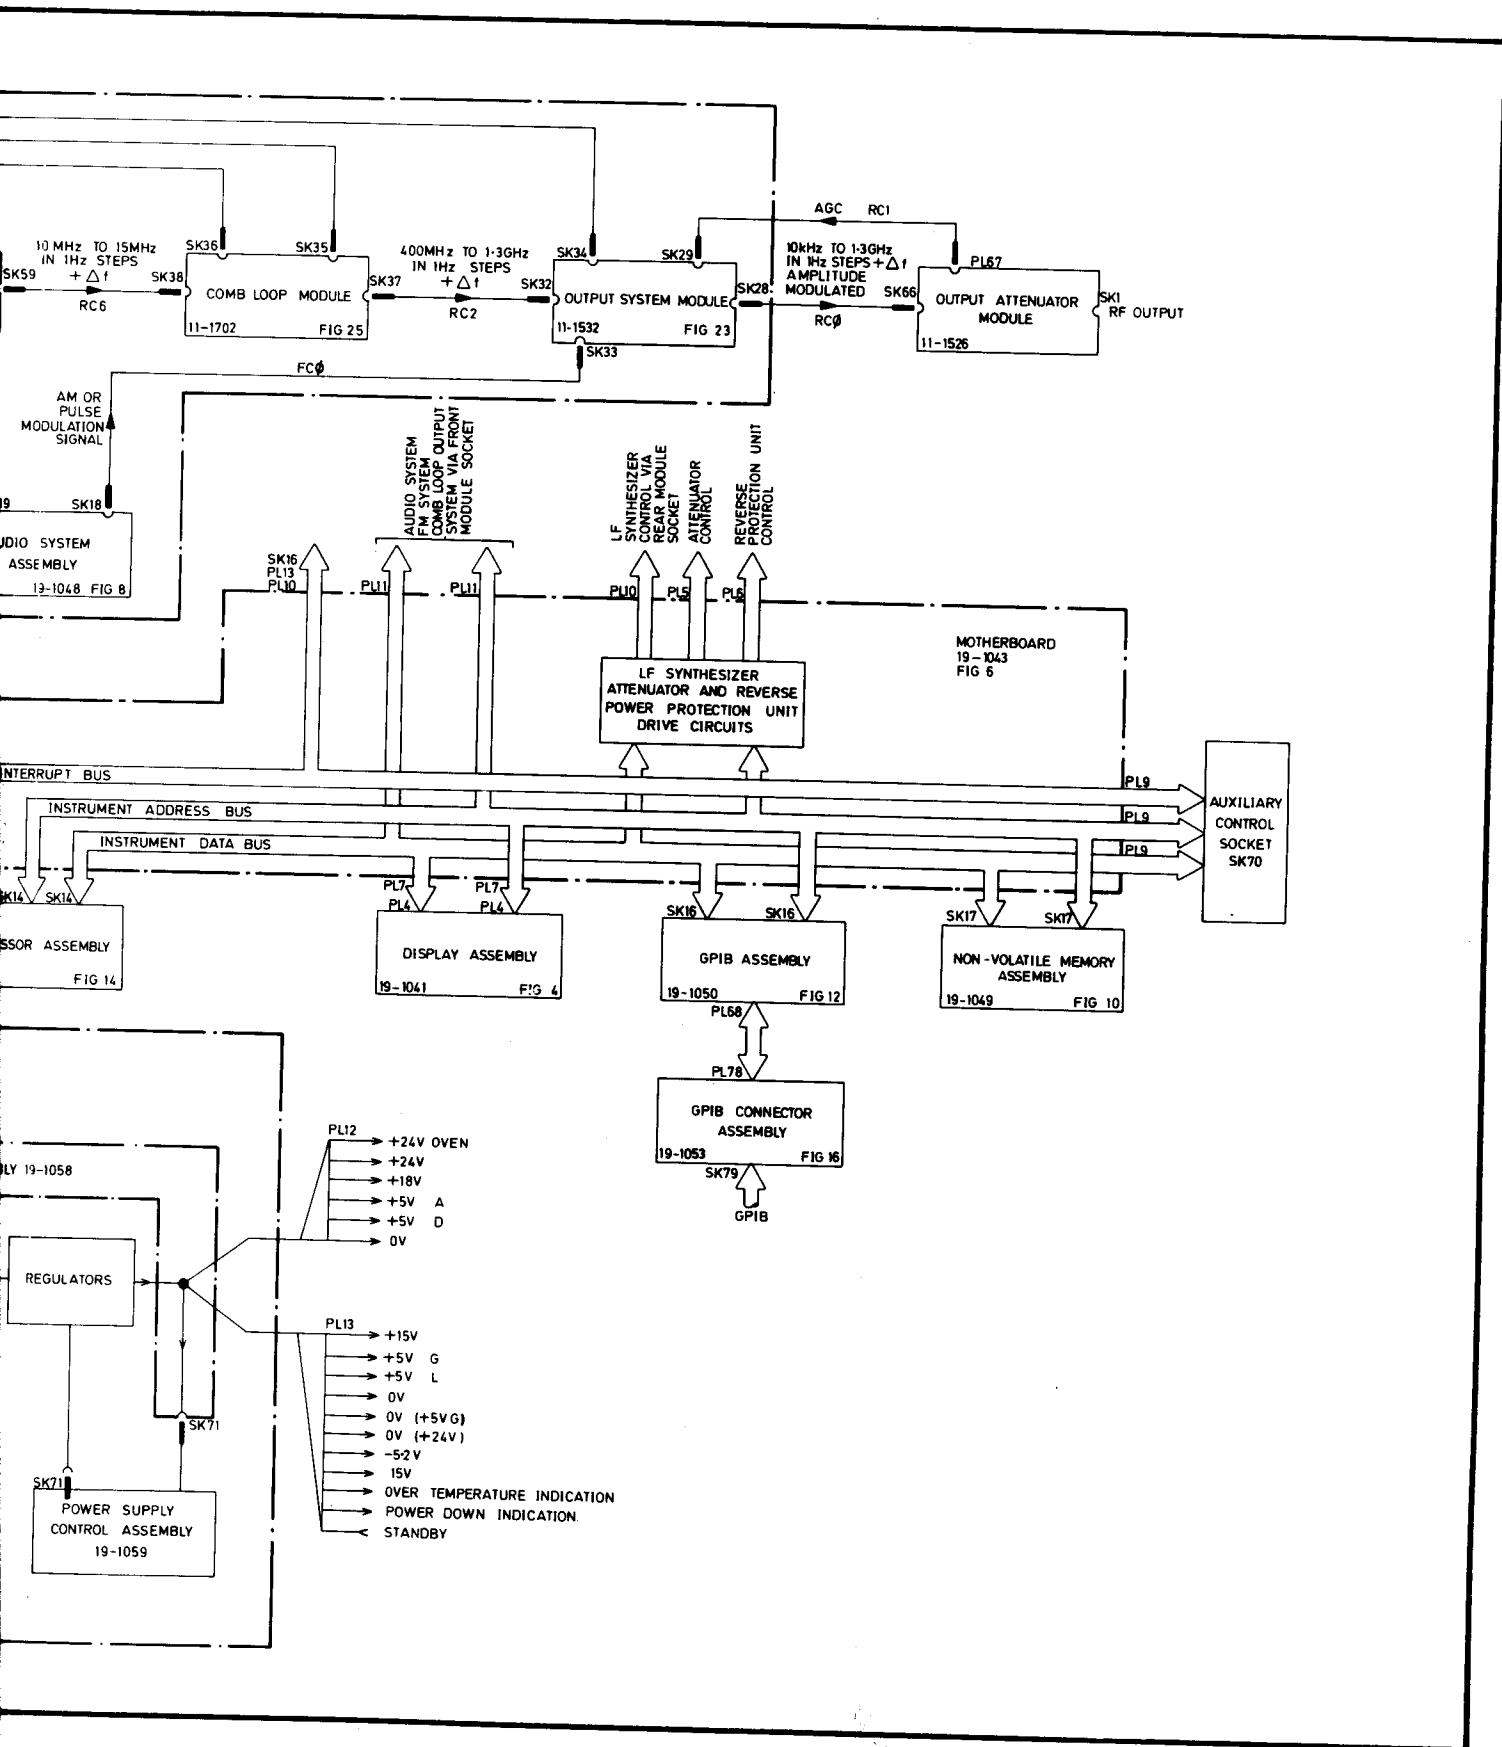 AGC RC1
10 MHz TO 15MHz
IN 1Hz STEPS
+ Δf
SK59
RC6
SK38
SK36
SK35
COMB LOOP MODULE
11-1702 FIG 25
SK37
400MHz TO 1·3GHz
IN 1Hz STEPS
+ Δf
RC2
SK32
SK34
SK29
OUTPUT SYSTEM MODULE
11-1532 FIG 23
SK33
SK28
10kHz TO 1·3GHz
IN 1Hz STEPS + Δf
AMPLITUDE
MODULATED
RCØ
SK66
PL67
OUTPUT ATTENUATOR
MODULE
11-1526
SK1
RF OUTPUT
FCØ
AM OR
PULSE
MODULATION
SIGNAL
SK18
UDIO SYSTEM
ASSEMBLY
19-1048 FIG 8
AUDIO SYSTEM
FM SYSTEM
COMB LOOP OUTPUT
SYSTEM VIA FRONT
MODULE SOCKET
LF
SYNTHESIZER
CONTROL VIA
REAR MODULE
SOCKET
ATTENUATOR
CONTROL
REVERSE
PROTECTION UNIT
CONTROL
SK16
PL13
PL10
PL11
PL11
PL10
PL5
PL6
MOTHERBOARD
19-1043
FIG 6
LF SYNTHESIZER
ATTENUATOR AND REVERSE
POWER PROTECTION UNIT
DRIVE CIRCUITS
NTERRUPT BUS
INSTRUMENT ADDRESS BUS
INSTRUMENT DATA BUS
PL9
PL9
PL9
AUXILIARY
CONTROL
SOCKET
SK70
SK14
SK14
SSOR ASSEMBLY
FIG 14
PL7
PL4
PL7
PL4
DISPLAY ASSEMBLY
19-1041 FIG 4
SK16
SK16
GPIB ASSEMBLY
19-1050 FIG 12
SK17
SK17
NON-VOLATILE MEMORY
ASSEMBLY
19-1049 FIG 10
PL68
PL78
GPIB CONNECTOR
ASSEMBLY
19-1053 FIG 16
SK79
GPIB
LY 19-1058
PL12
+24V OVEN
+24V
+18V
+5V A
+5V D
0V
REGULATORS
PL13
+15V
+5V G
+5V L
0V
0V (+5VG)
0V (+24V)
-5·2V
15V
OVER TEMPERATURE INDICATION
POWER DOWN INDICATION
STANDBY
SK71
SK71
POWER SUPPLY
CONTROL ASSEMBLY
19-1059